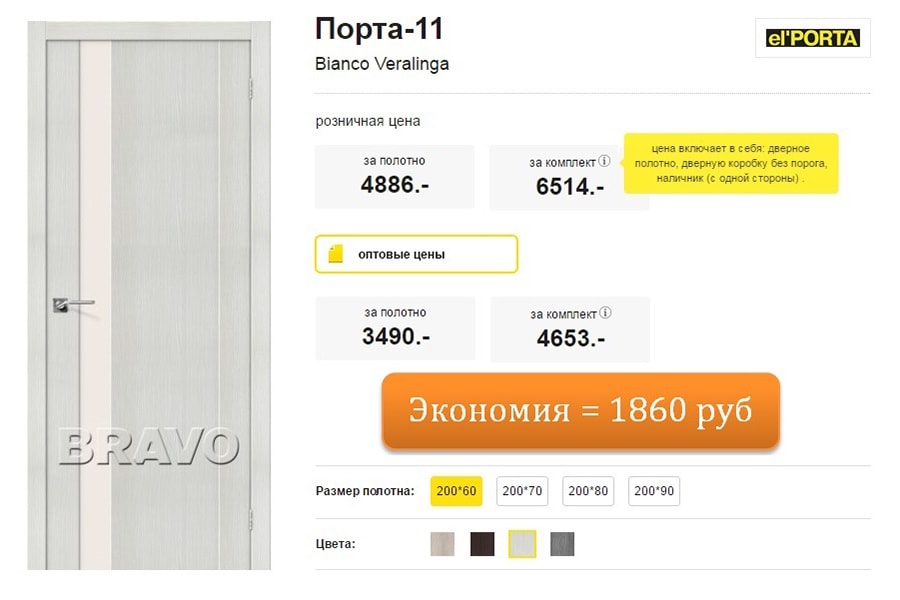 Порта-11
el'PORTA
Bianco Veralinga
розничная цена
за полотно
4886.-
за комплект
6514.-
цена включает в себя: дверное
полотно, дверную коробку без порога,
наличник (с одной стороны) .
оптовые цены
за полотно
3490.-
за комплект
4653.-
Экономия = 1860 руб
BRAVO
Размер полотна:
200*60
200*70
200*80
200*90
Цвета: